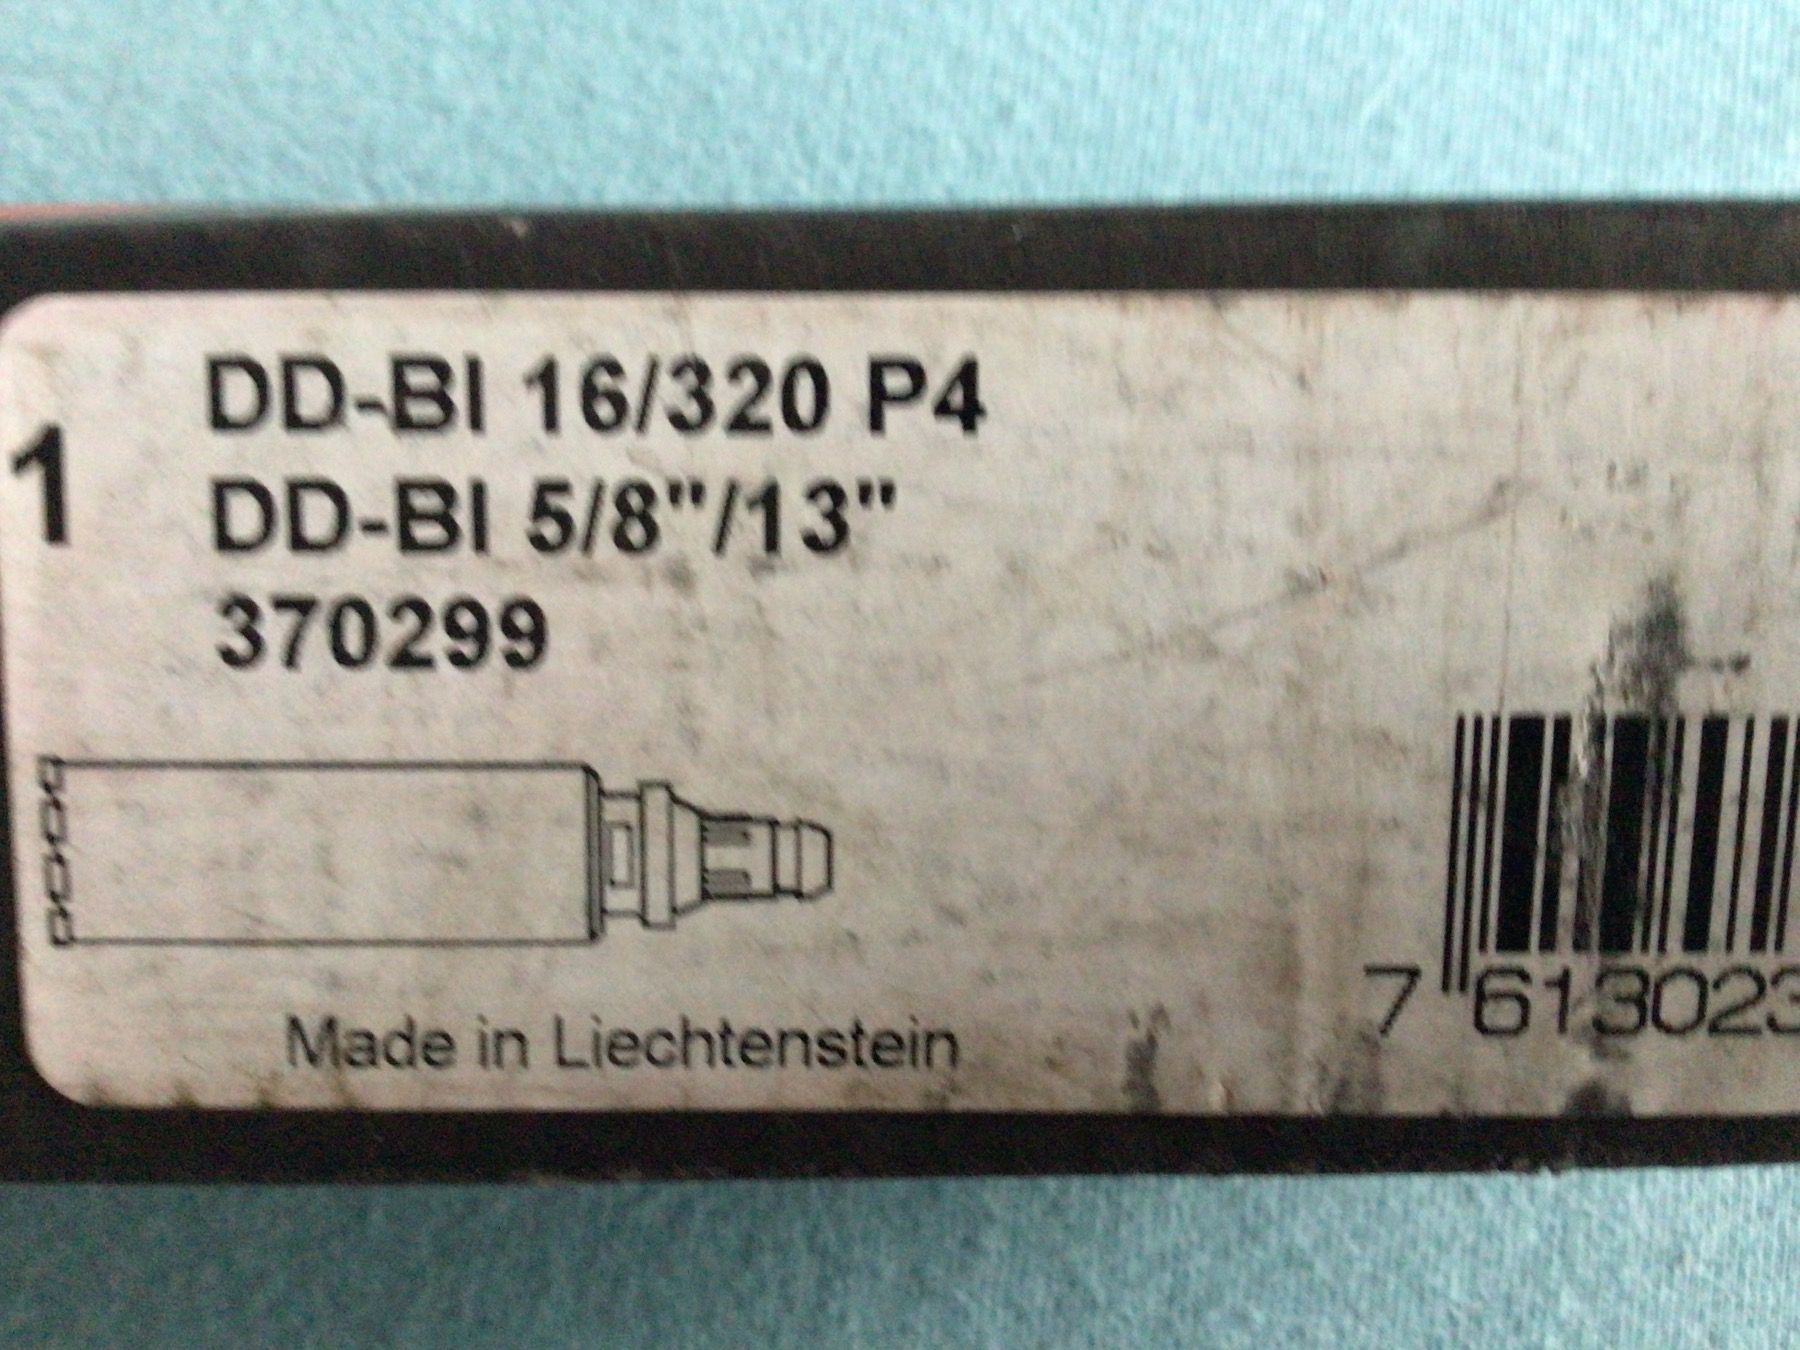 1
DD-BI 16/320 P4
DD-BI 5/8"/13"
370299
Made in Liechtenstein
7 613023